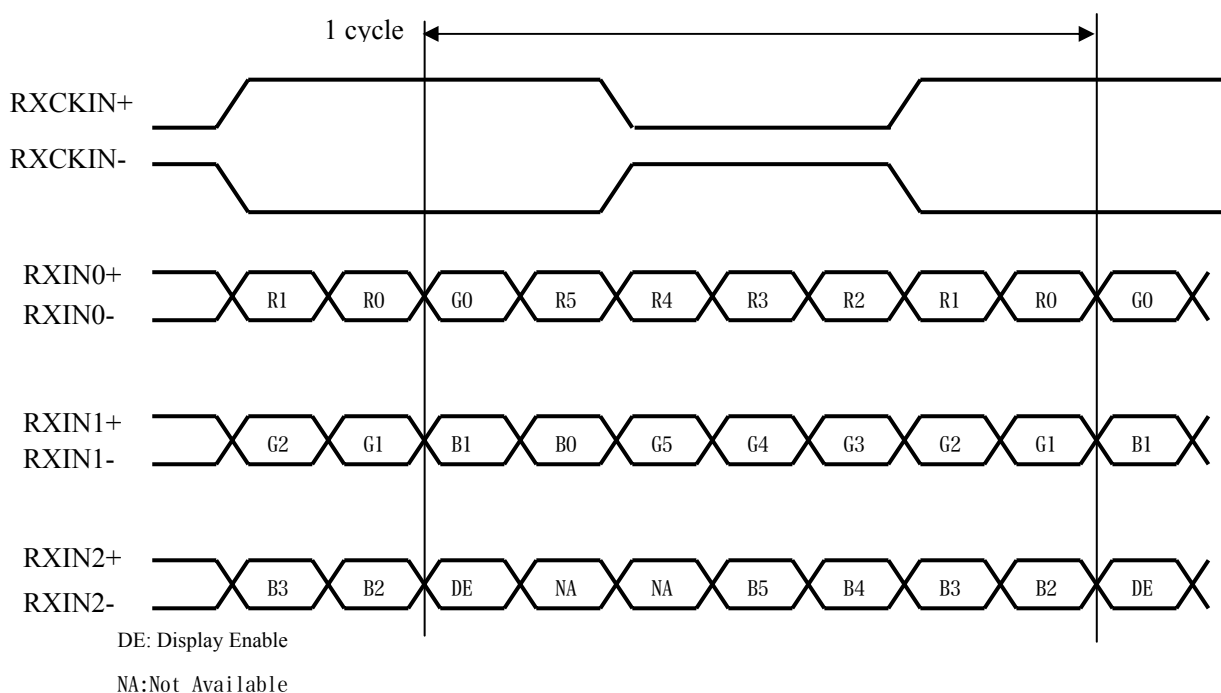 1 cycle
RXCKIN+
RXCKIN-
RXIN0+
RXIN0-
R1 R0 G0 R5 R4 R3 R2 R1 R0 G0
RXIN1+
RXIN1-
G2 G1 B1 B0 G5 G4 G3 G2 G1 B1
RXIN2+
RXIN2-
B3 B2 DE NA NA B5 B4 B3 B2 DE
DE: Display Enable
NA:Not Available